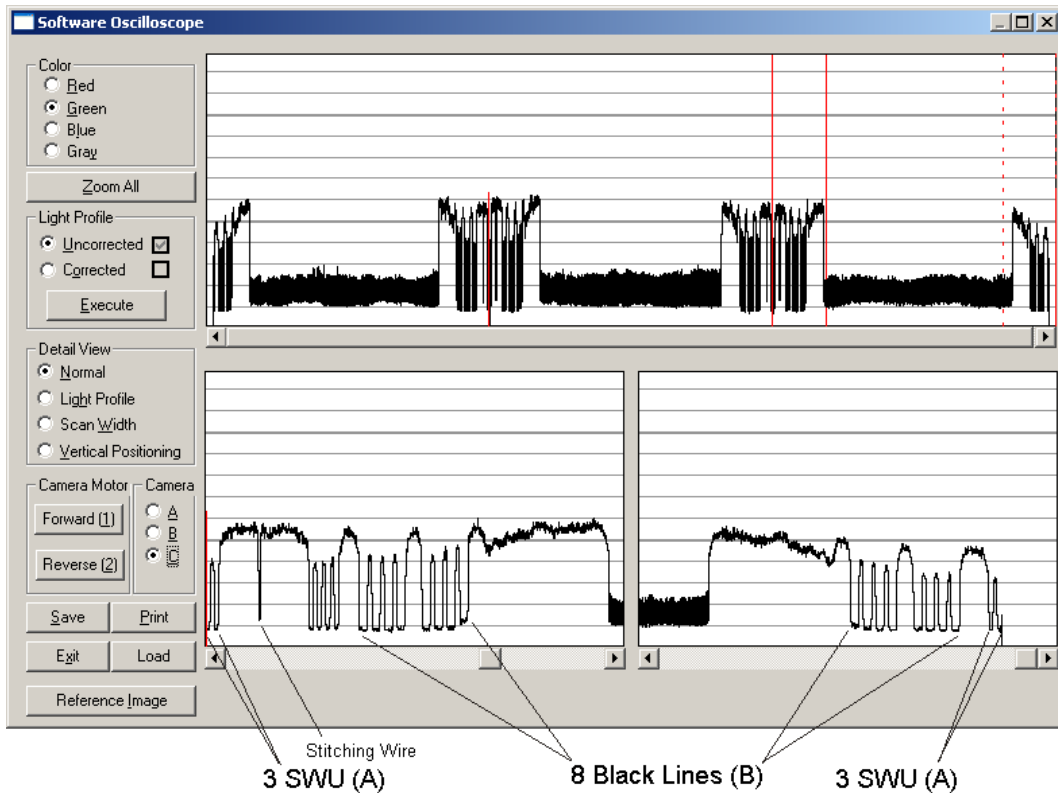 Software Oscilloscope
Color
Red
Green
Blue
Gray
Zoom All
Light Profile
Uncorrected
Corrected
Execute
Detail View
Normal
Light Profile
Scan Width
Vertical Positioning
Camera Motor
Forward (1)
Reverse (2)
Camera
A
B
C
Save
Print
Exit
Load
Reference Image
Stitching Wire
3 SWU (A)
8 Black Lines (B)
3 SWU (A)